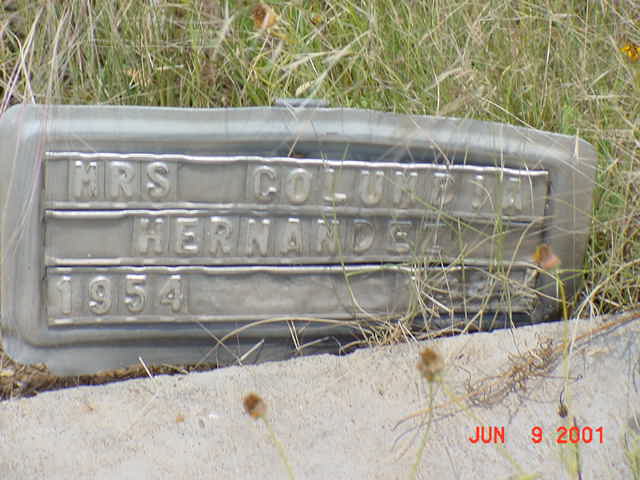 MRS COLUMBIA
HERNANDEZ
1954
JUN 9 2001